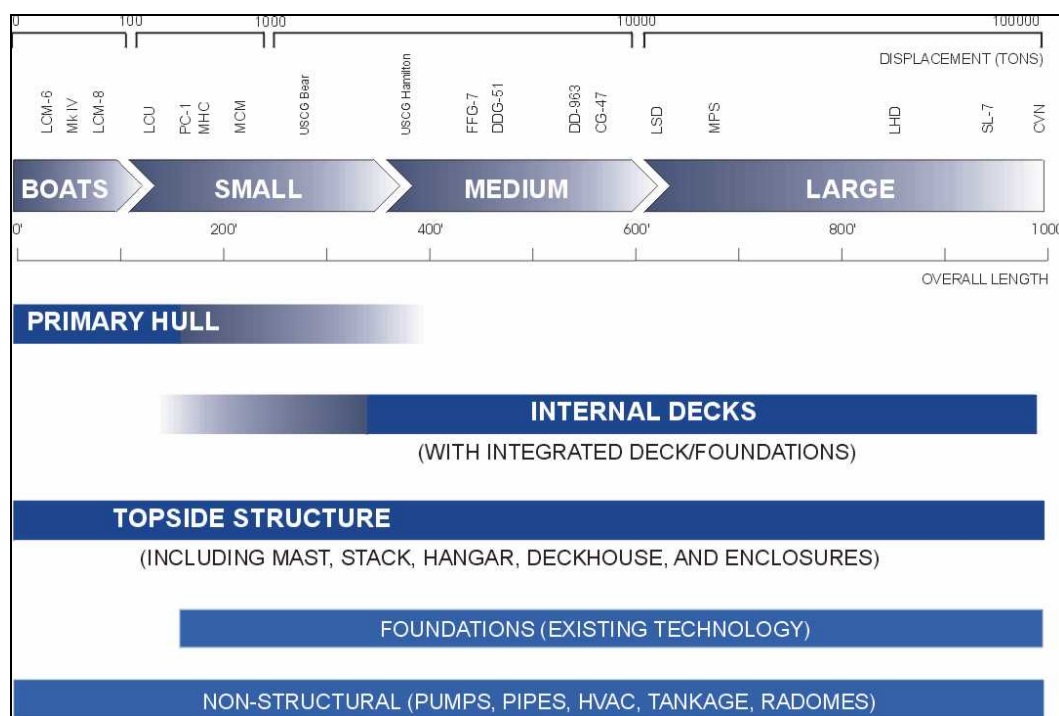 0 100 1000 10000 100000
DISPLACEMENT (TONS)
LCM-6 Mk IV LCM-8 LCU PC-1 MHC MCM USCG Bear USCG Hamilton FFG-7 DDG-51 DD-963 CG-47 LSD MPS LHD SL-7 CVN
BOATS SMALL MEDIUM LARGE
0' 200' 400' 600' 800' 1000
OVERALL LENGTH
PRIMARY HULL
INTERNAL DECKS
(WITH INTEGRATED DECK/FOUNDATIONS)
TOPSIDE STRUCTURE
(INCLUDING MAST, STACK, HANGAR, DECKHOUSE, AND ENCLOSURES)
FOUNDATIONS (EXISTING TECHNOLOGY)
NON-STRUCTURAL (PUMPS, PIPES, HVAC, TANKAGE, RADOMES)